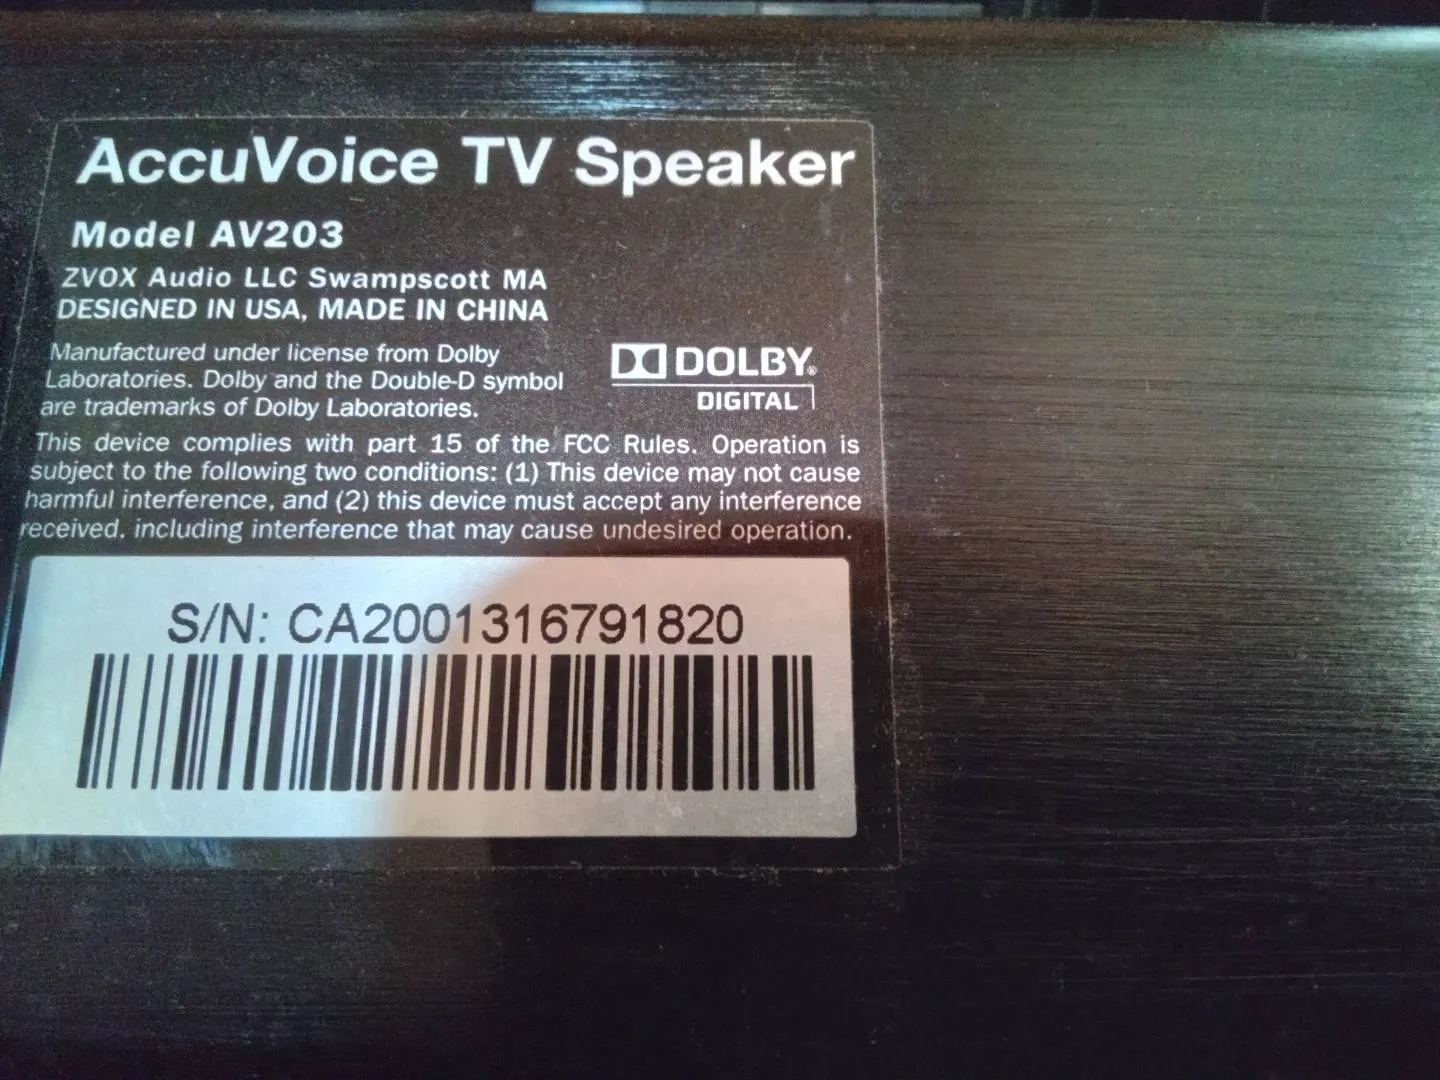 AccuVoice TV Speaker
Model AV203
ZVOX Audio LLC Swampscott MA
DESIGNED IN USA, MADE IN CHINA
Manufactured under license from Dolby
Laboratories. Dolby and the Double-D symbol
are trademarks of Dolby Laboratories.
DOLBY®
DIGITAL
This device complies with part 15 of the FCC Rules. Operation is
subject to the following two conditions: (1) This device may not cause
harmful interference, and (2) this device must accept any interference
received, including interference that may cause undesired operation.
S/N: CA2001316791820